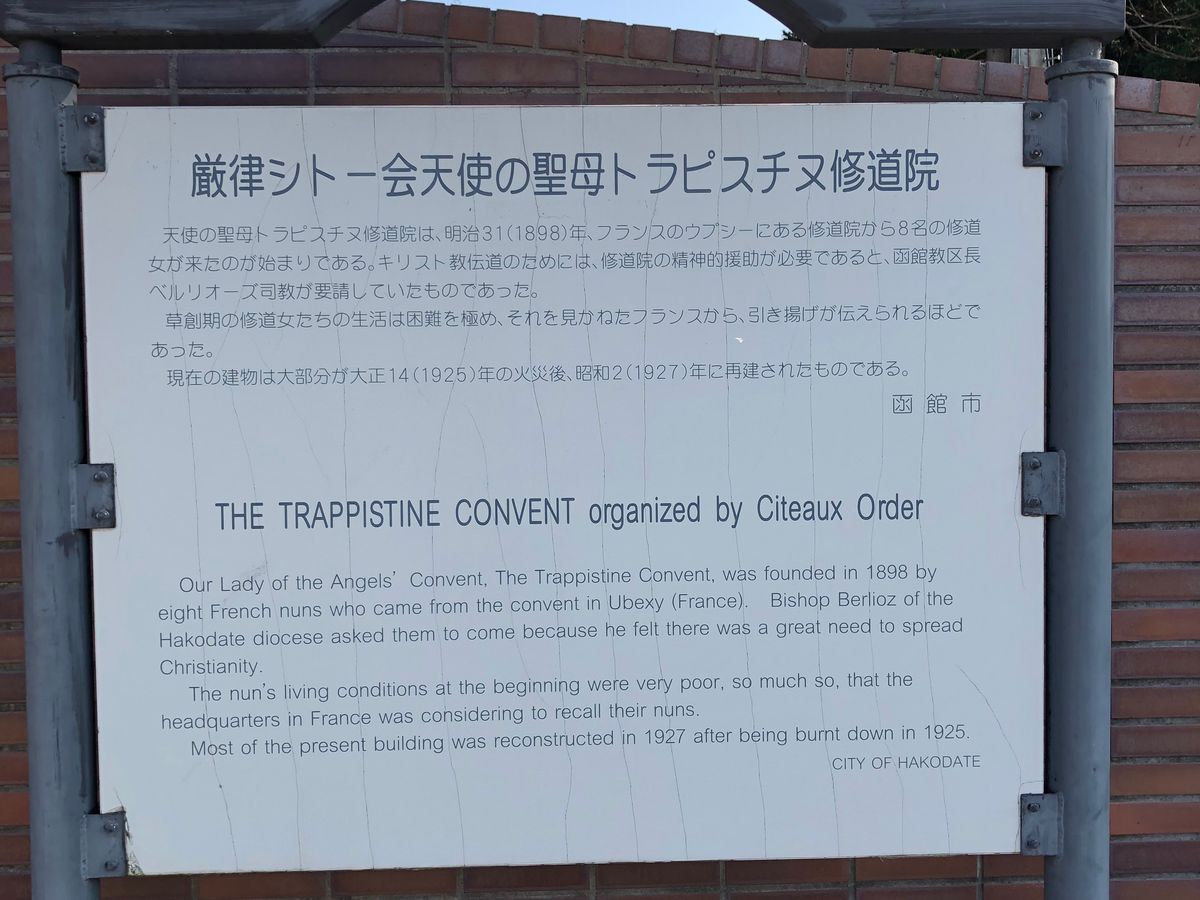 厳律シトー会天使の聖母トラピスチヌ修道院
天使の聖母トラピスチヌ修道院は、明治31(1898)年、フランスのウプシーにある修道院から8名の修道
女が来たのが始まりである。キリスト教伝道のためには、修道院の精神的援助が必要であると、函館教区長
ベルリオーズ司教が要請していたものであった。
草創期の修道女たちの生活は困難を極め、それを見かねたフランスから、引き揚げが伝えられるほどで
あった。
現在の建物は大部分が大正14(1925)年の火災後、昭和2(1927)年に再建されたものである。
函館市
THE TRAPPISTINE CONVENT organized by Citeaux Order
Our Lady of the Angels' Convent, The Trappistine Convent, was founded in 1898 by
eight French nuns who came from the convent in Ubexy (France). Bishop Berlioz of the
Hakodate diocese asked them to come because he felt there was a great need to spread
Christianity.
The nun's living conditions at the beginning were very poor, so much so, that the
headquarters in France was considering to recall their nuns.
Most of the present building was reconstructed in 1927 after being burnt down in 1925.
CITY OF HAKODATE